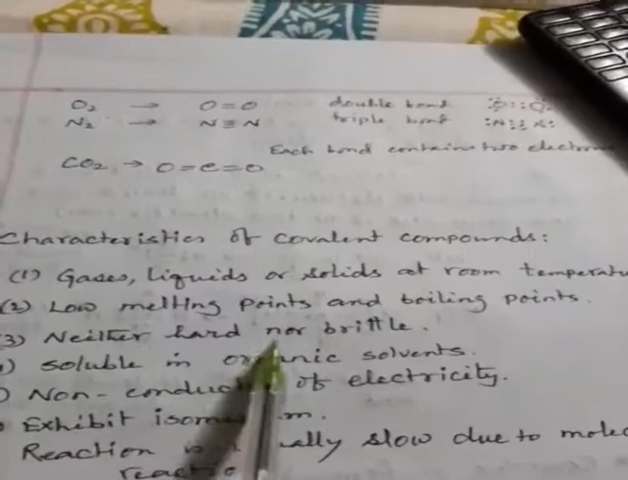 O2 → O=O double bond :O::O:
N2 → N≡N triple bond :N:::N:
Each bond contains two
CO2 → O=C=O
Characteristics of covalent compounds:
(1) Gases, liquids or solids at room
(2) Low melting points and boiling points.
(3) Neither hard nor brittle.
soluble in solvents.
Non- of electricity.
Exhibit
Reaction slow due to